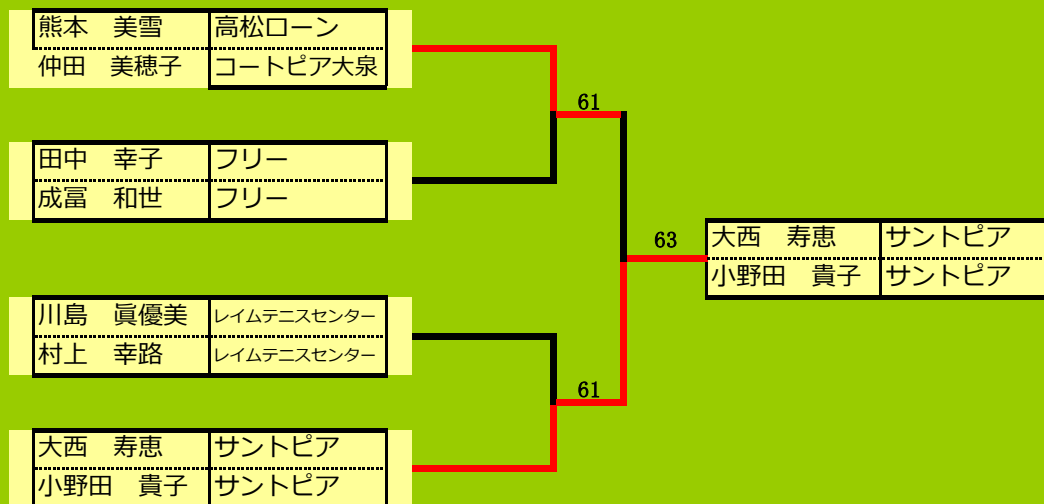 熊本　美雪 高松ローン
仲田　美穂子 コートピア大泉
61
田中　幸子 フリー
成冨　和世 フリー
63
大西　寿恵 サントピア
小野田　貴子 サントピア
川島　眞優美 レイムテニスセンター
村上　幸路 レイムテニスセンター
61
大西　寿恵 サントピア
小野田　貴子 サントピア